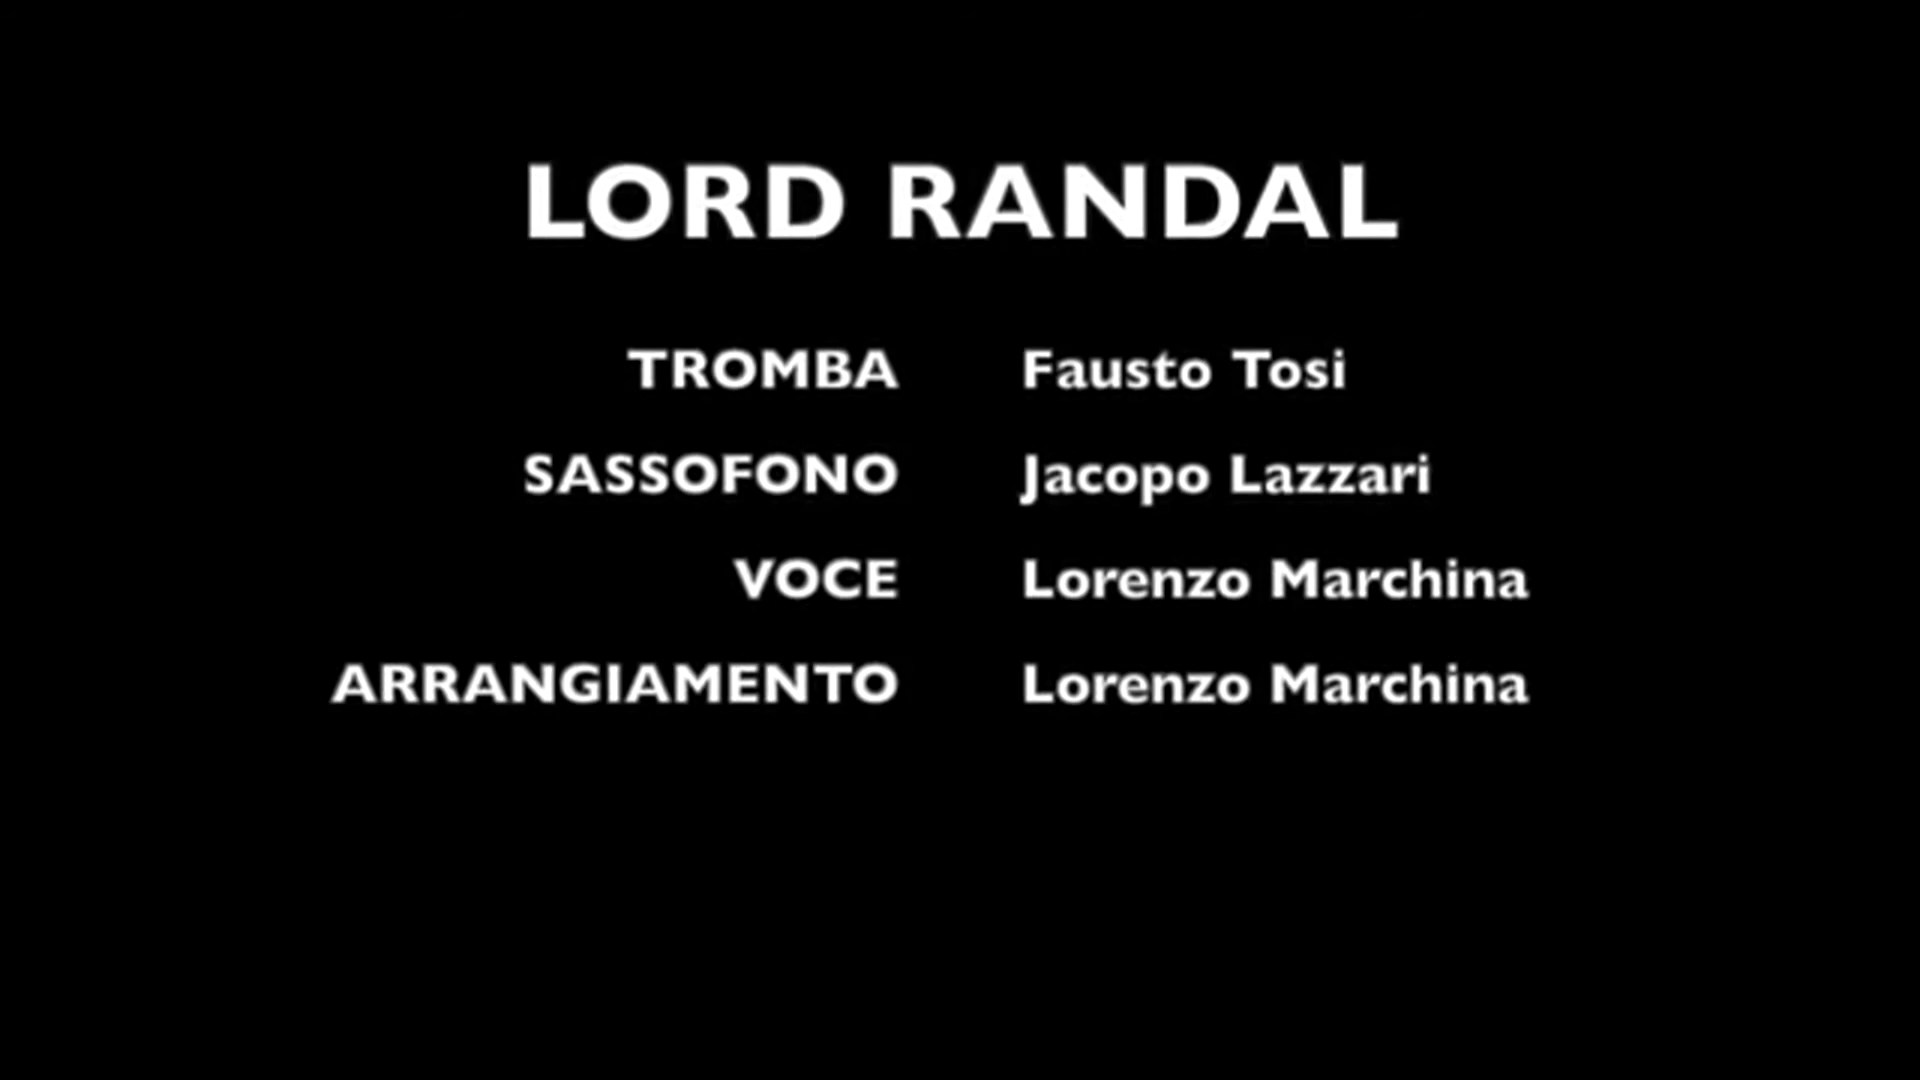 LORD RANDAL
TROMBA Fausto Tosi
SASSOFONO Jacopo Lazzari
VOCE Lorenzo Marchina
ARRANGIAMENTO Lorenzo Marchina